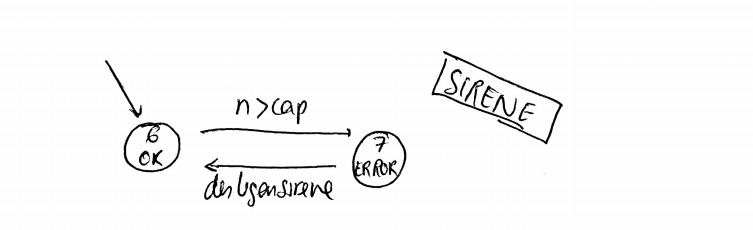 SIRENE
n>cap
6
OK
7
ERROR
desligarsirene